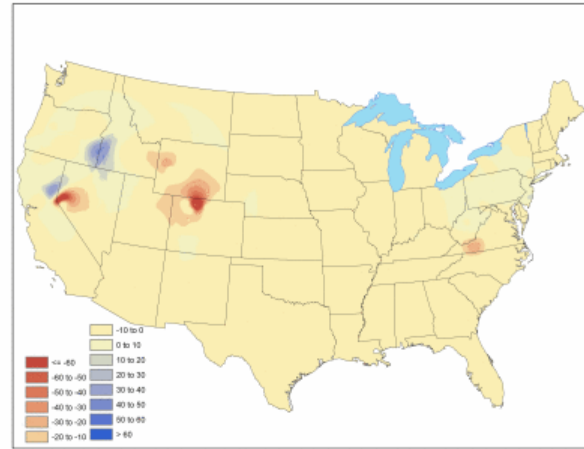 -10 to 0
0 to 10
10 to 20
20 to 30
30 to 40
40 to 50
50 to 60
> 60
<= -60
-60 to -50
-50 to -40
-40 to -30
-30 to -20
-20 to -10